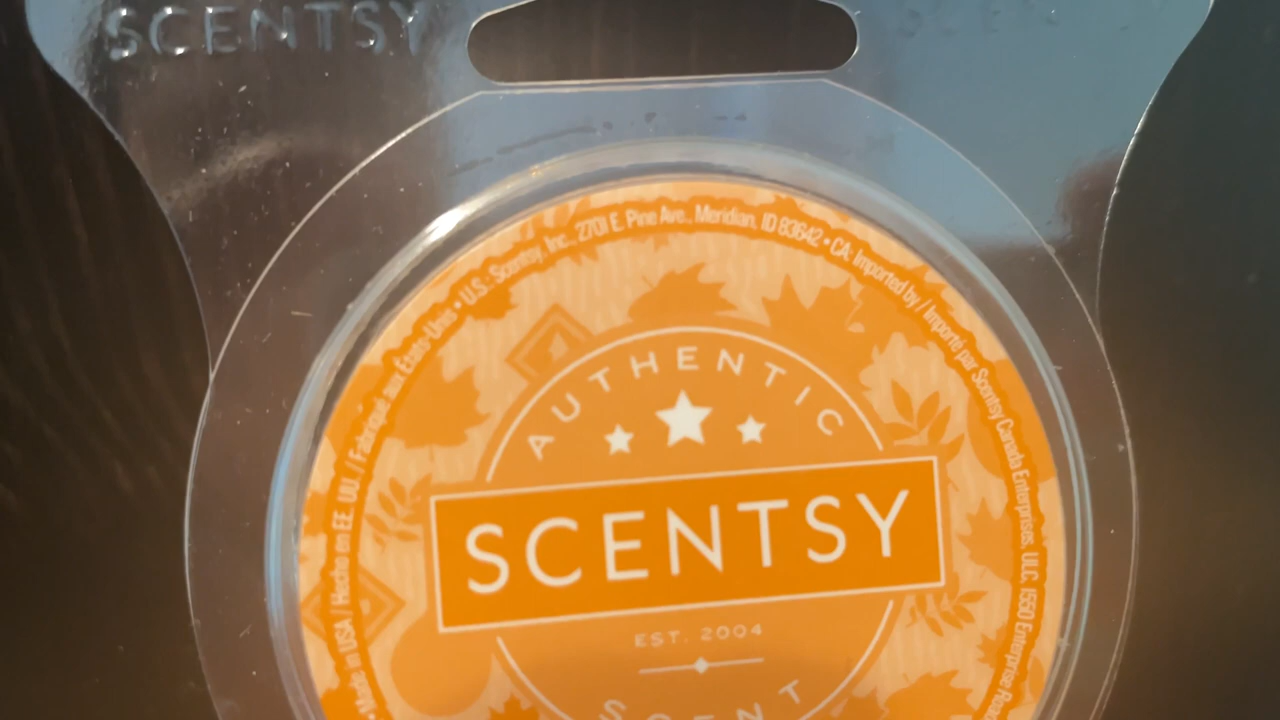 SCENTSY
• Made in USA / Hecho en EE. UU. / Fabriqué aux États-Unis • U.S.: Scentsy, Inc., 2701 E. Pine Ave., Meridian, ID 83642 • CA: Imported by / Importé par Scentsy Canada Enterprises, ULC, 1550 Enterprise
AUTHENTIC
SCENTSY
EST. 2004
SCENT